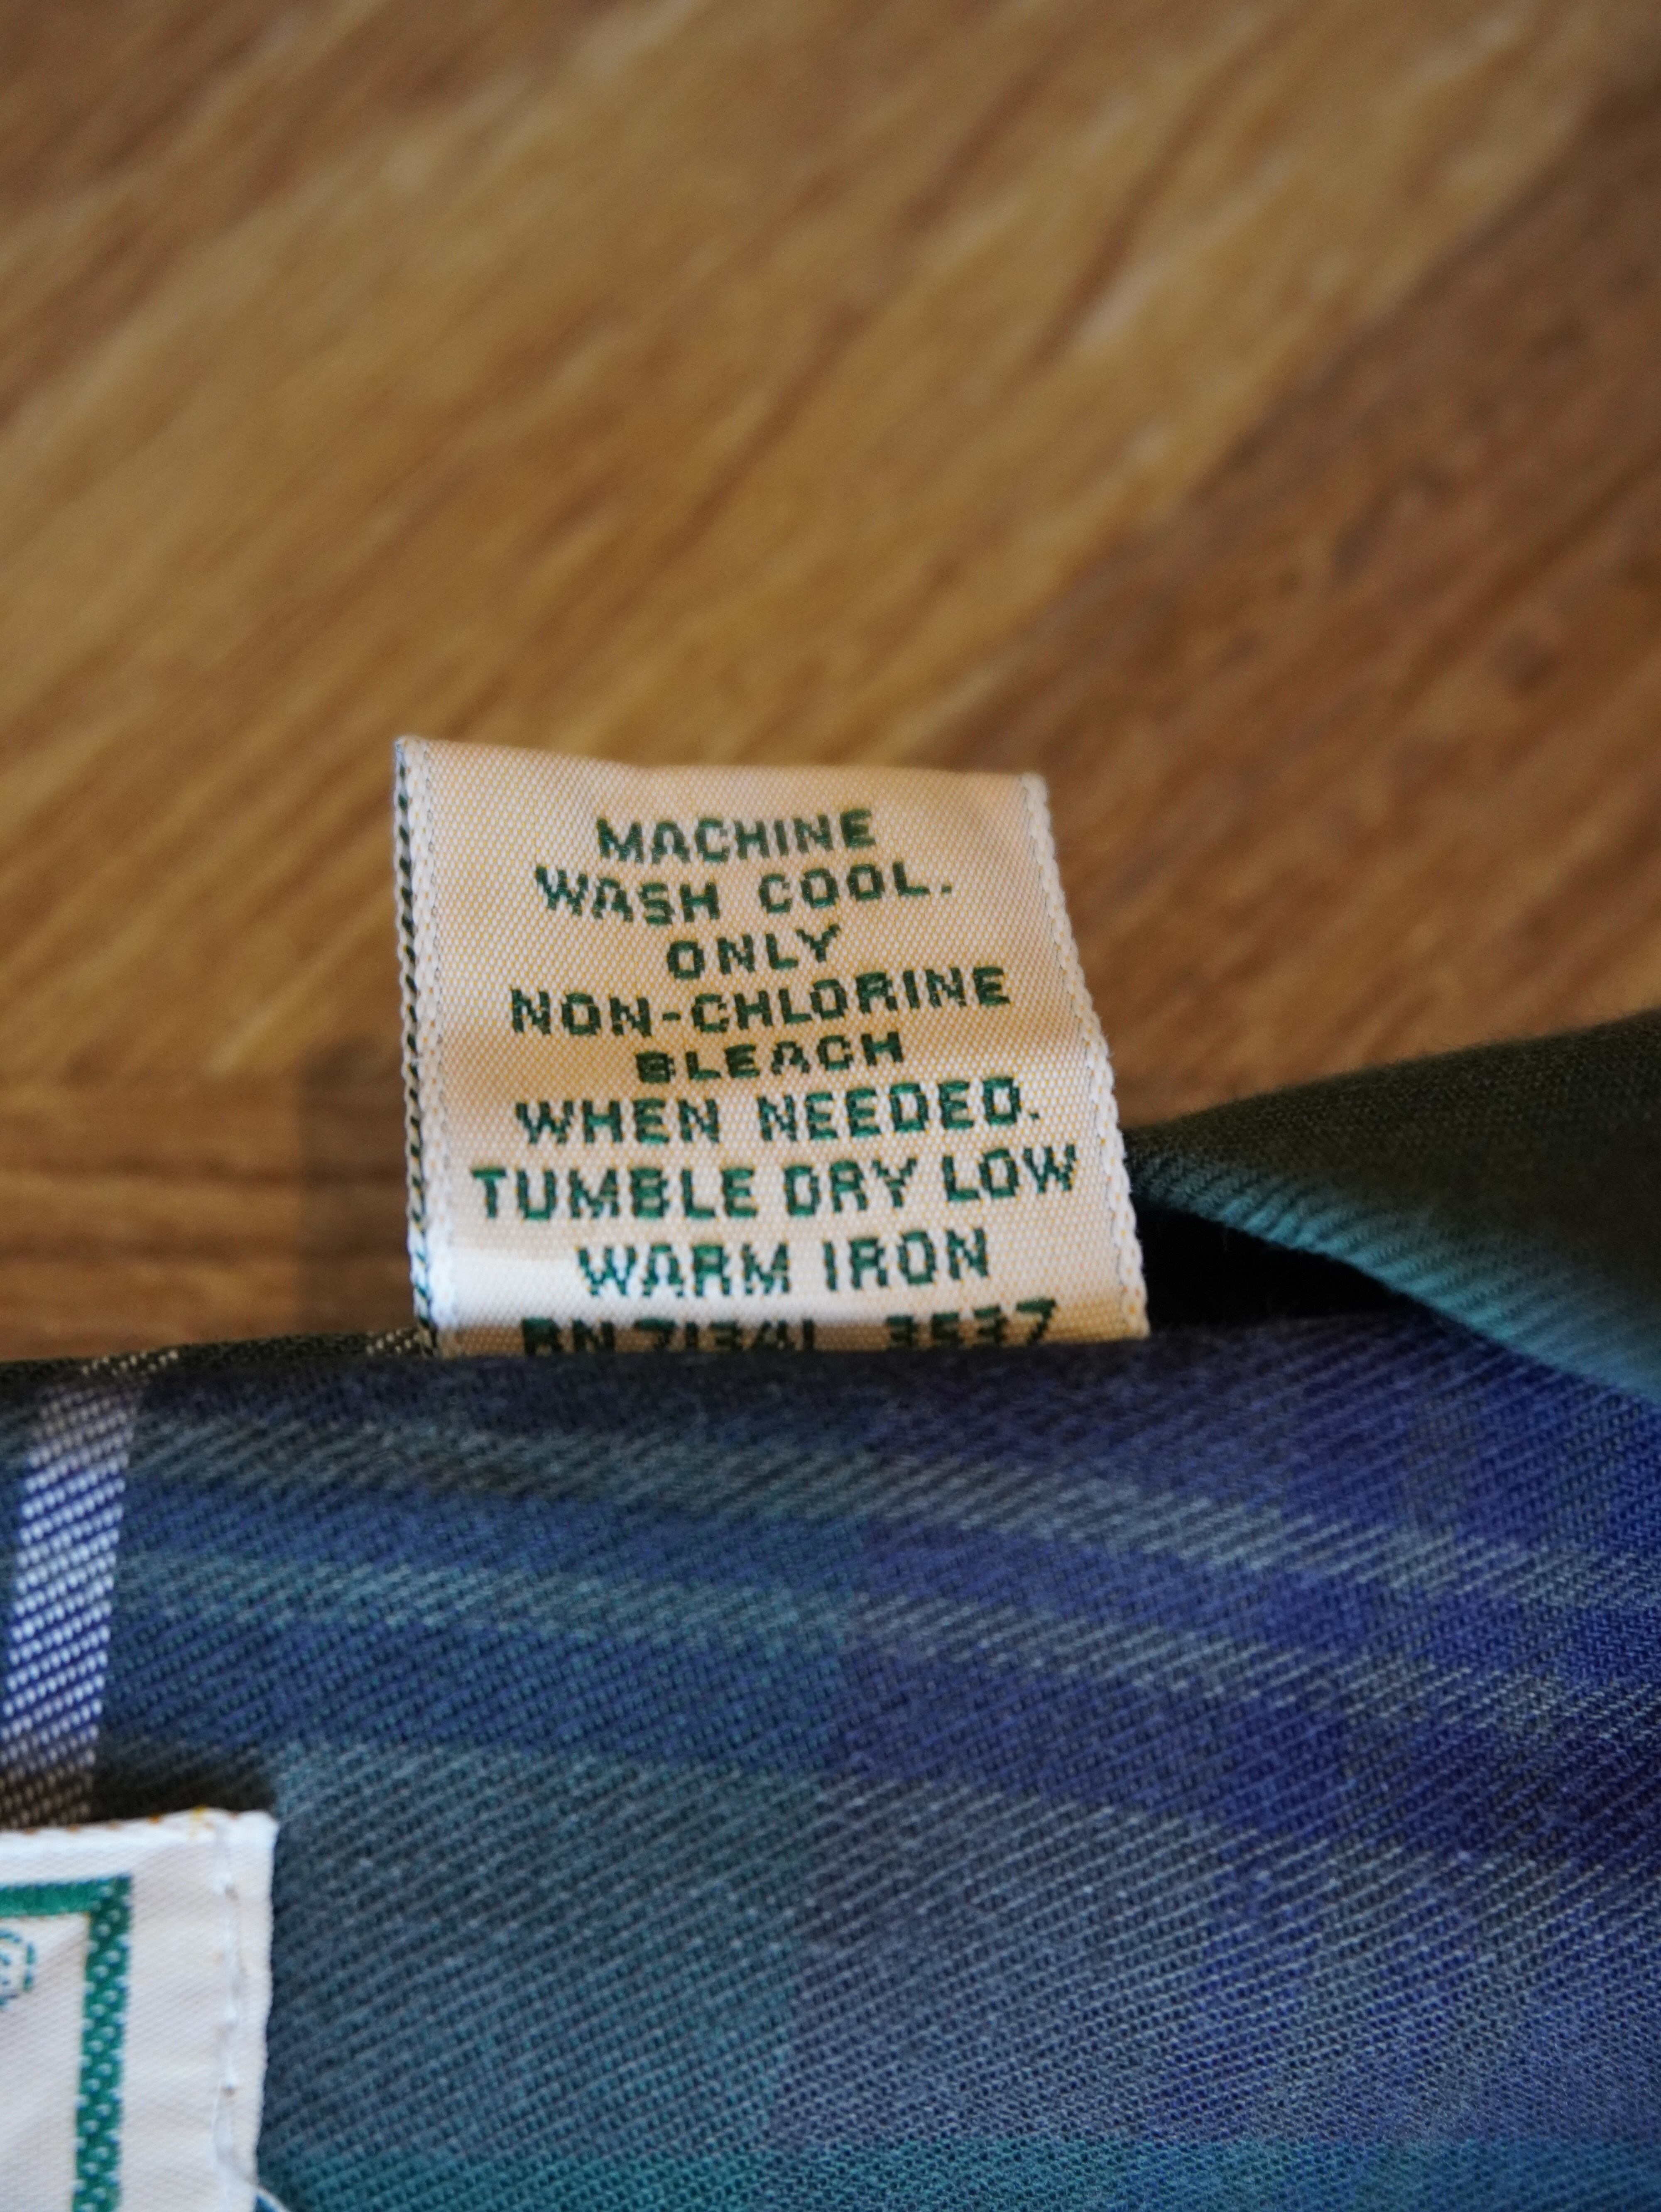 MACHINE
WASH COOL.
ONLY
NON-CHLORINE
BLEACH
WHEN NEEDED.
TUMBLE DRY LOW
WARM IRON